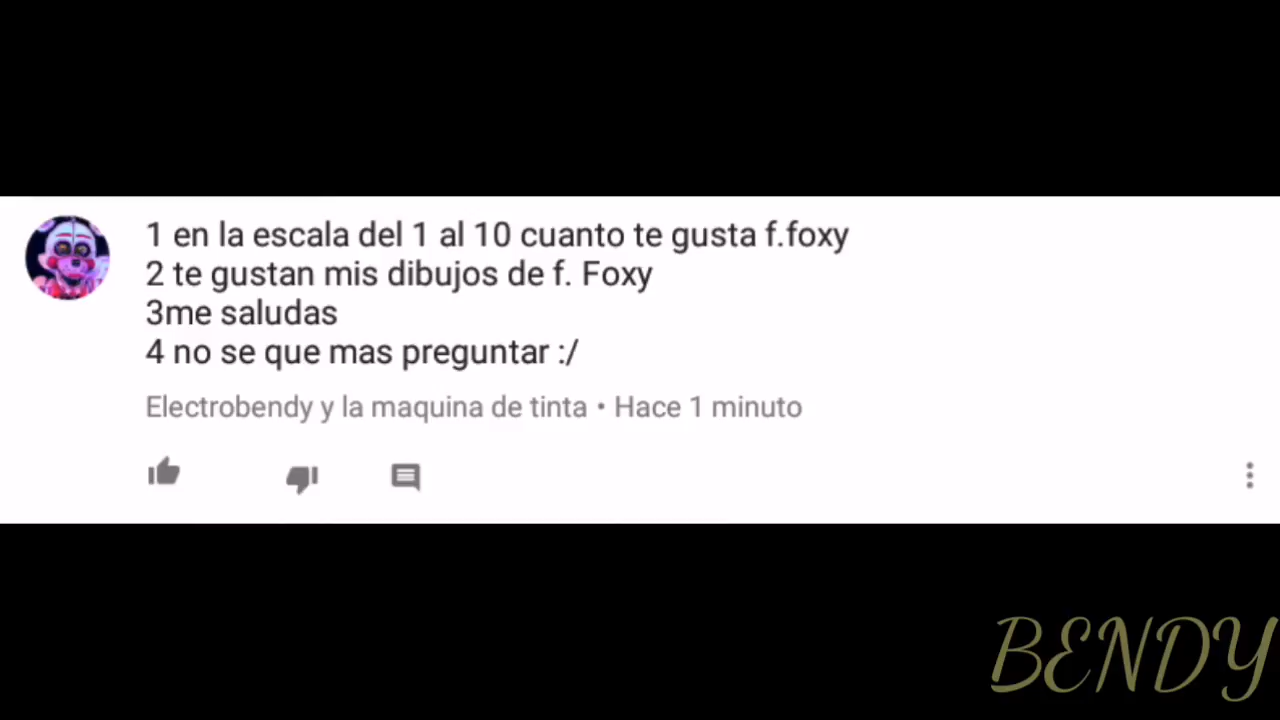 1 en la escala del 1 al 10 cuanto te gusta f.foxy
2 te gustan mis dibujos de f. Foxy
3me saludas
4 no se que mas preguntar :/
Electrobendy y la maquina de tinta • Hace 1 minuto
BENDY